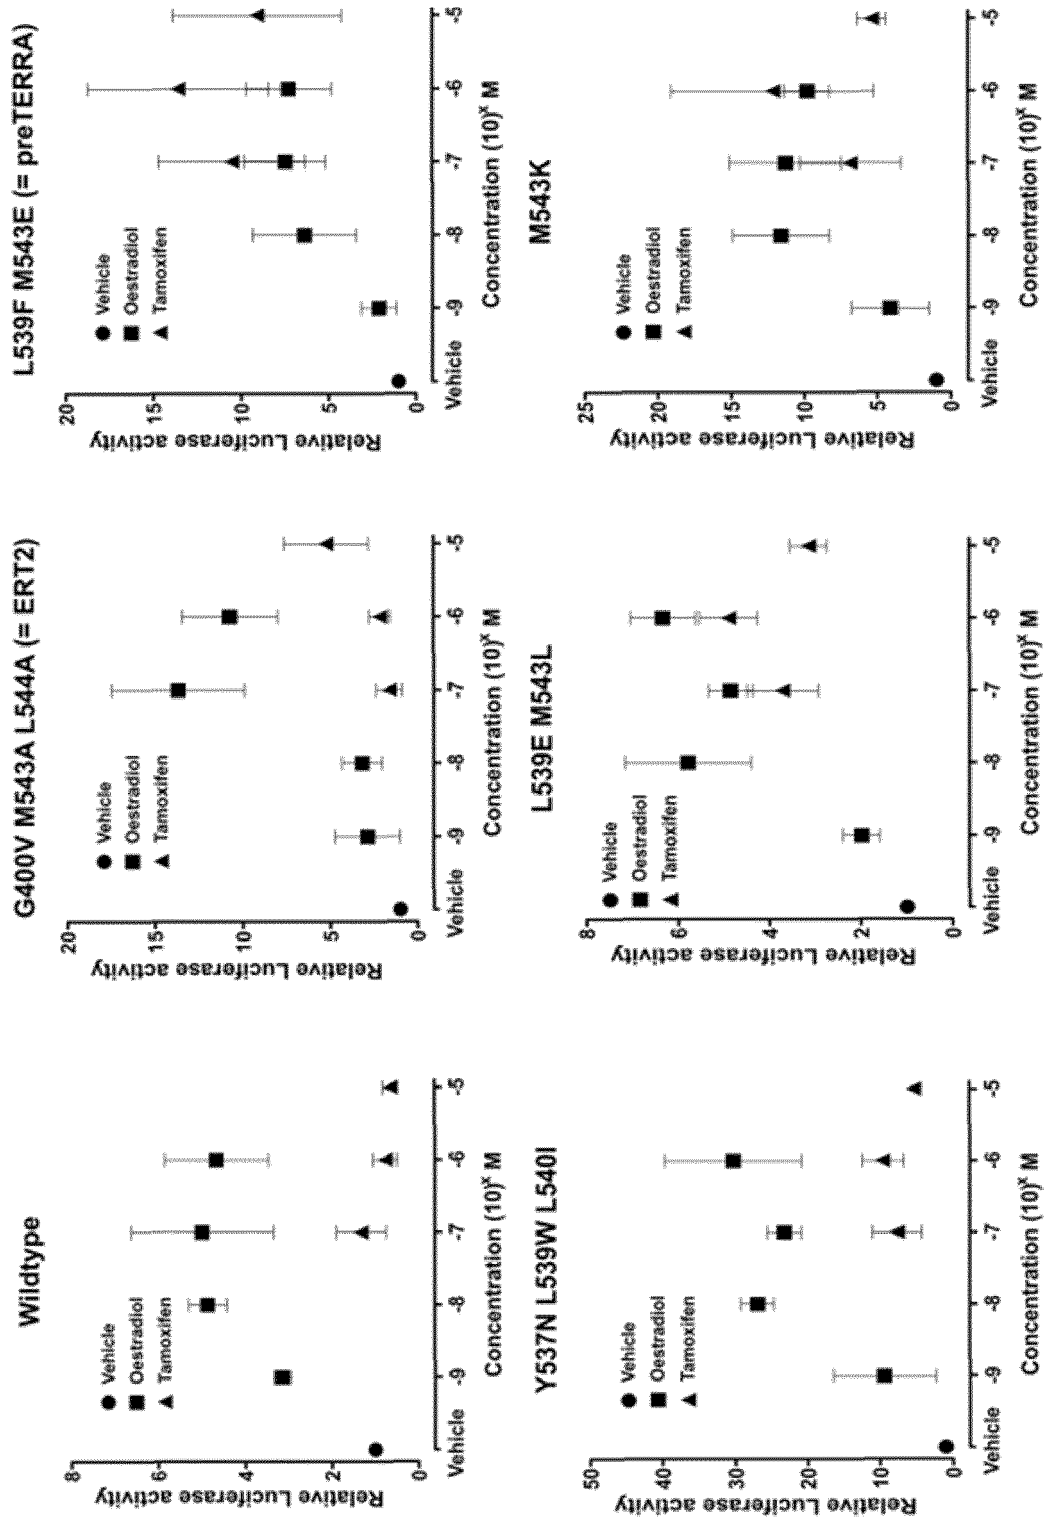 Wildtype
Relative Luciferase activity
8
6
4
2
0
Vehicle
Oestradiol
Tamoxifen
Vehicle -9 -8 -7 -6 -5
Concentration (10)ˣ M
G400V M543A L544A (= ERT2)
Relative Luciferase activity
20
15
10
5
0
Vehicle
Oestradiol
Tamoxifen
Vehicle -9 -8 -7 -6 -5
Concentration (10)ˣ M
L539F M543E (= preTERRA)
Relative Luciferase activity
20
15
10
5
0
Vehicle
Oestradiol
Tamoxifen
Vehicle -9 -8 -7 -6 -5
Concentration (10)ˣ M
Y537N L539W L540I
Relative Luciferase activity
50
40
30
20
10
0
Vehicle
Oestradiol
Tamoxifen
Vehicle -9 -8 -7 -6 -5
Concentration (10)ˣ M
L539E M543L
Relative Luciferase activity
8
6
4
2
0
Vehicle
Oestradiol
Tamoxifen
Vehicle -9 -8 -7 -6 -5
Concentration (10)ˣ M
M543K
Relative Luciferase activity
25
20
15
10
5
0
Vehicle
Oestradiol
Tamoxifen
Vehicle -9 -8 -7 -6 -5
Concentration (10)ˣ M